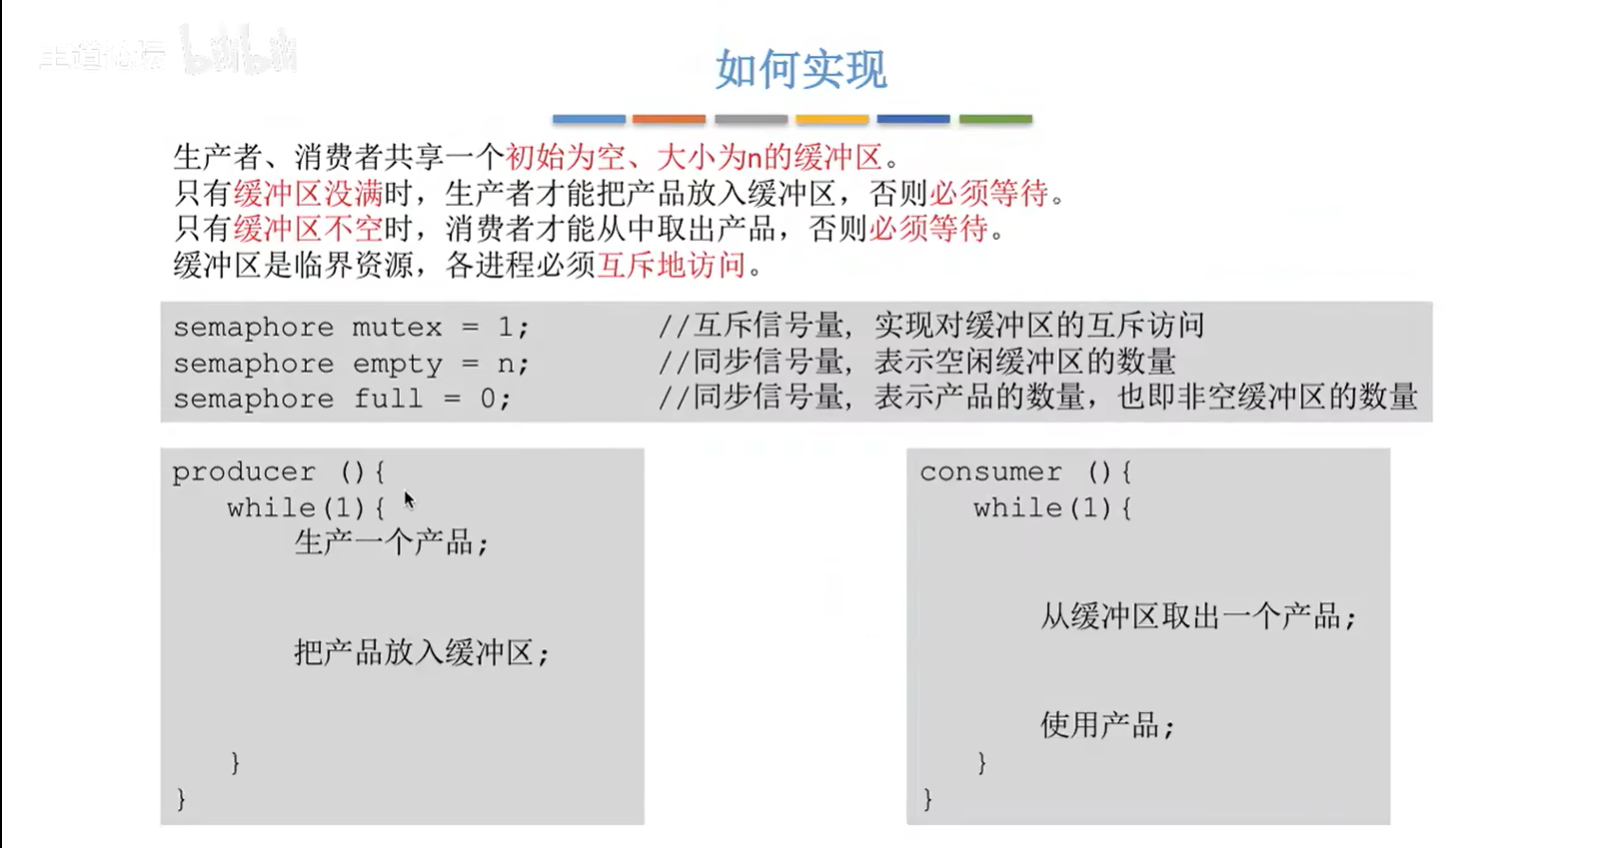 王道论坛 bilibili
如何实现
生产者、消费者共享一个初始为空、大小为n的缓冲区。
只有缓冲区没满时，生产者才能把产品放入缓冲区，否则必须等待。
只有缓冲区不空时，消费者才能从中取出产品，否则必须等待。
缓冲区是临界资源，各进程必须互斥地访问。
semaphore mutex = 1; //互斥信号量，实现对缓冲区的互斥访问
semaphore empty = n; //同步信号量，表示空闲缓冲区的数量
semaphore full = 0; //同步信号量，表示产品的数量，也即非空缓冲区的数量
producer (){
while(1){
生产一个产品;
把产品放入缓冲区;
}
}
consumer (){
while(1){
从缓冲区取出一个产品;
使用产品;
}
}